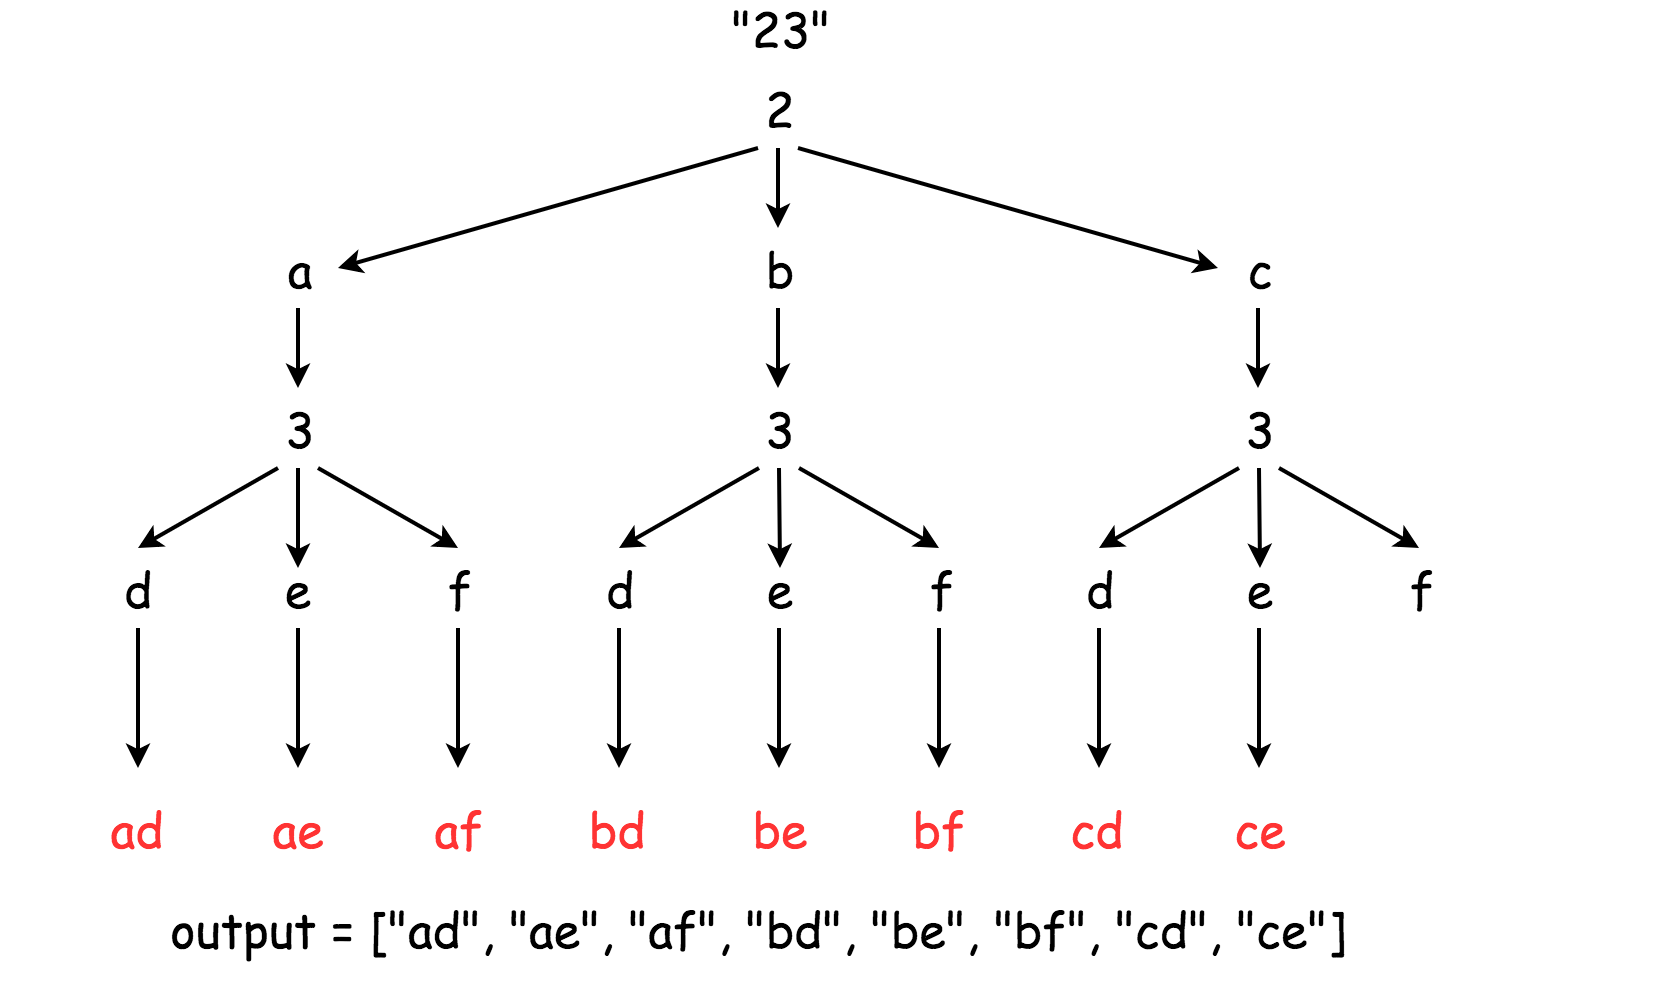 "23"
2
a b c
3 3 3
d e f d e f d e f
ad ae af bd be bf cd ce
output = ["ad", "ae", "af", "bd", "be", "bf", "cd", "ce"]